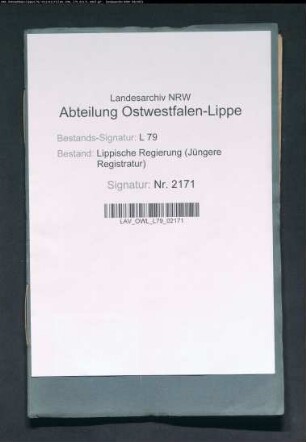 Landesarchiv NRW
Abteilung Ostwestfalen-Lippe
Bestands-Signatur: L 79
Bestand: Lippische Regierung (Jüngere
Registratur)
Signatur: Nr. 2171
LAV_OWL_L79_02171